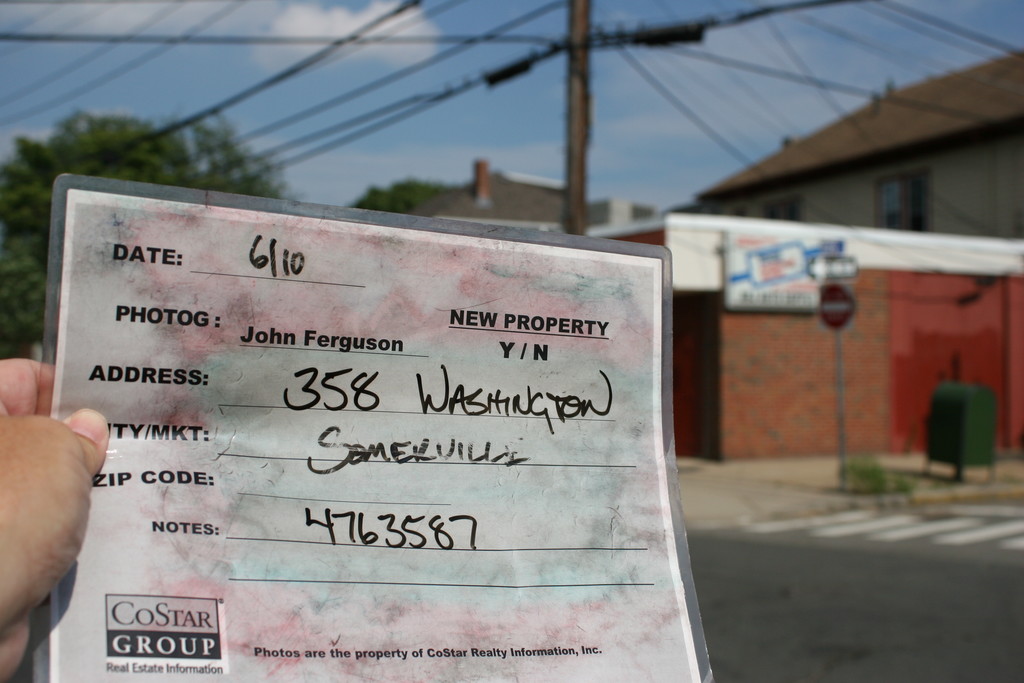 DATE: 6/10
PHOTOG: John Ferguson
NEW PROPERTY
Y / N
ADDRESS: 358 WASHINGTON
ITY/MKT: SOMERVILLE
ZIP CODE:
NOTES: 4763587
COSTAR
GROUP
Real Estate Information
Photos are the property of CoStar Realty Information, Inc.